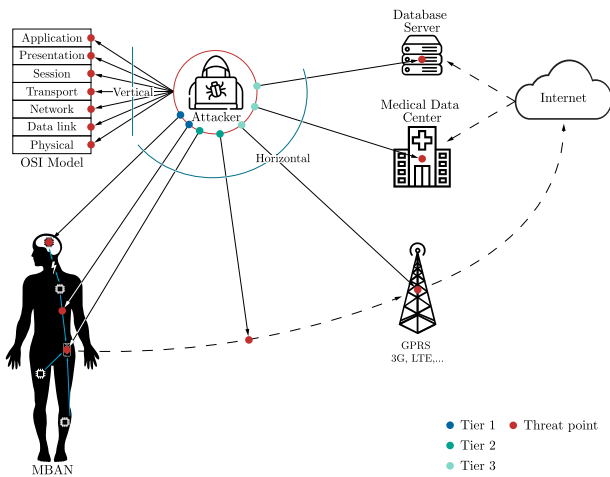 Application
Presentation
Session
Transport
Network
Data link
Physical
OSI Model
Vertical
Attacker
Horizontal
Database
Server
Medical Data
Center
Internet
GPRS
3G, LTE,...
MBAN
Tier 1
Threat point
Tier 2
Tier 3